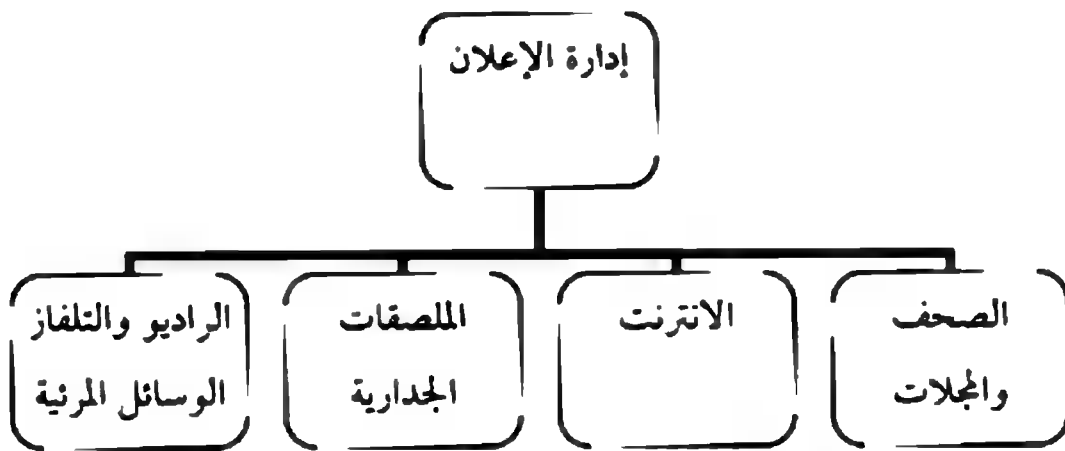 إدارة الإعلان
الصحف
والمجلات
الانترنت
الملصقات
الجدارية
الراديو والتلفاز
الوسائل المرئية